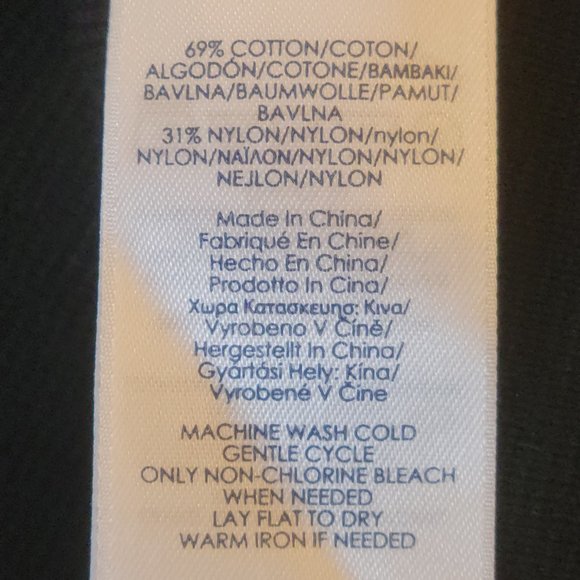 69% COTTON/COTON/
ALGODÓN/COTONE/BAMBAKI/
BAVLNA/BAUMWOLLE/PAMUT/
BAVLNA
31% NYLON/NYLON/nylon/
NYLON/ΝΑΪΛΟΝ/NYLON/NYLON/
NEJLON/NYLON
Made In China/
Fabriqué En Chine/
Hecho En China/
Prodotto In Cina/
Χωρα Κατασκευησ: Κινα/
Vyrobeno V Číně/
Hergestellt In China/
Gyártási Hely: Kína/
Vyrobené V Číne
MACHINE WASH COLD
GENTLE CYCLE
ONLY NON-CHLORINE BLEACH
WHEN NEEDED
LAY FLAT TO DRY
WARM IRON IF NEEDED